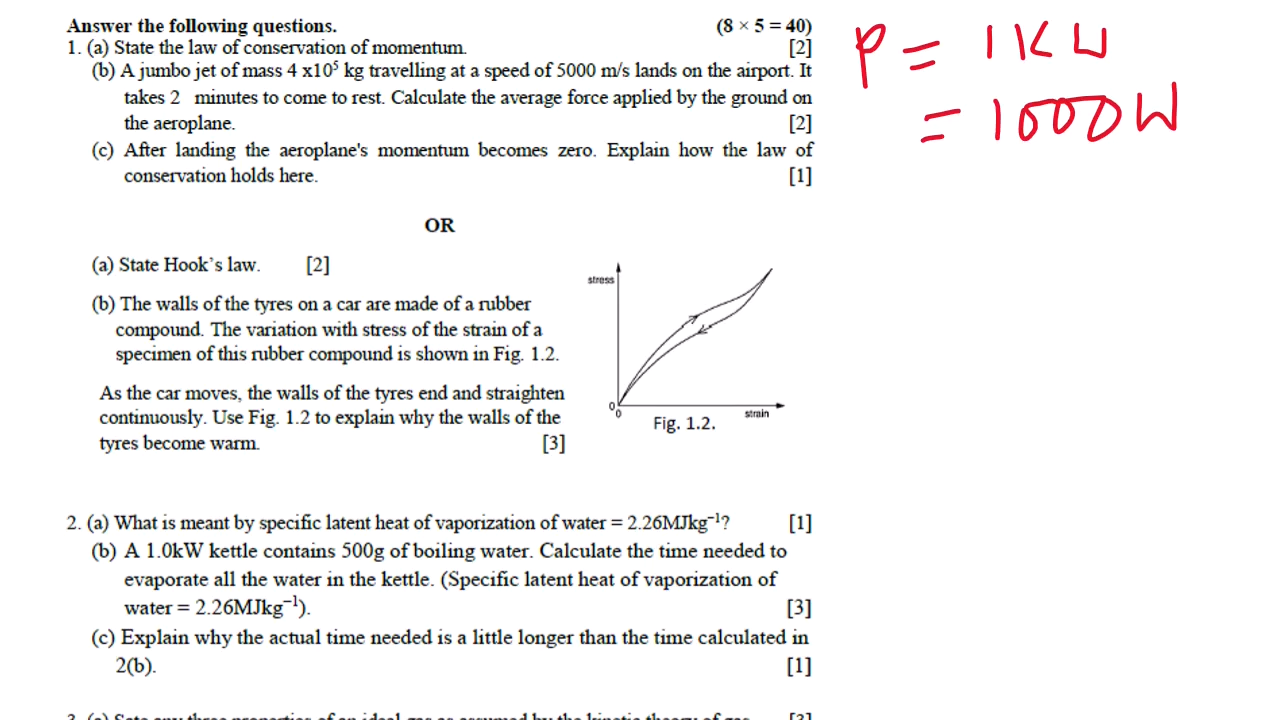 Answer the following questions. (8 × 5 = 40)
1. (a) State the law of conservation of momentum. [2]
(b) A jumbo jet of mass 4 x10⁵ kg travelling at a speed of 5000 m/s lands on the airport. It
takes 2 minutes to come to rest. Calculate the average force applied by the ground on
the aeroplane. [2]
(c) After landing the aeroplane's momentum becomes zero. Explain how the law of
conservation holds here. [1]
OR
(a) State Hook's law. [2]
(b) The walls of the tyres on a car are made of a rubber
compound. The variation with stress of the strain of a
specimen of this rubber compound is shown in Fig. 1.2.
As the car moves, the walls of the tyres end and straighten
continuously. Use Fig. 1.2 to explain why the walls of the
tyres become warm. [3]
stress
0
0
strain
Fig. 1.2.
2. (a) What is meant by specific latent heat of vaporization of water = 2.26MJkg⁻¹? [1]
(b) A 1.0kW kettle contains 500g of boiling water. Calculate the time needed to
evaporate all the water in the kettle. (Specific latent heat of vaporization of
water = 2.26MJkg⁻¹). [3]
(c) Explain why the actual time needed is a little longer than the time calculated in
2(b). [1]
P = 1 KW
= 1000W